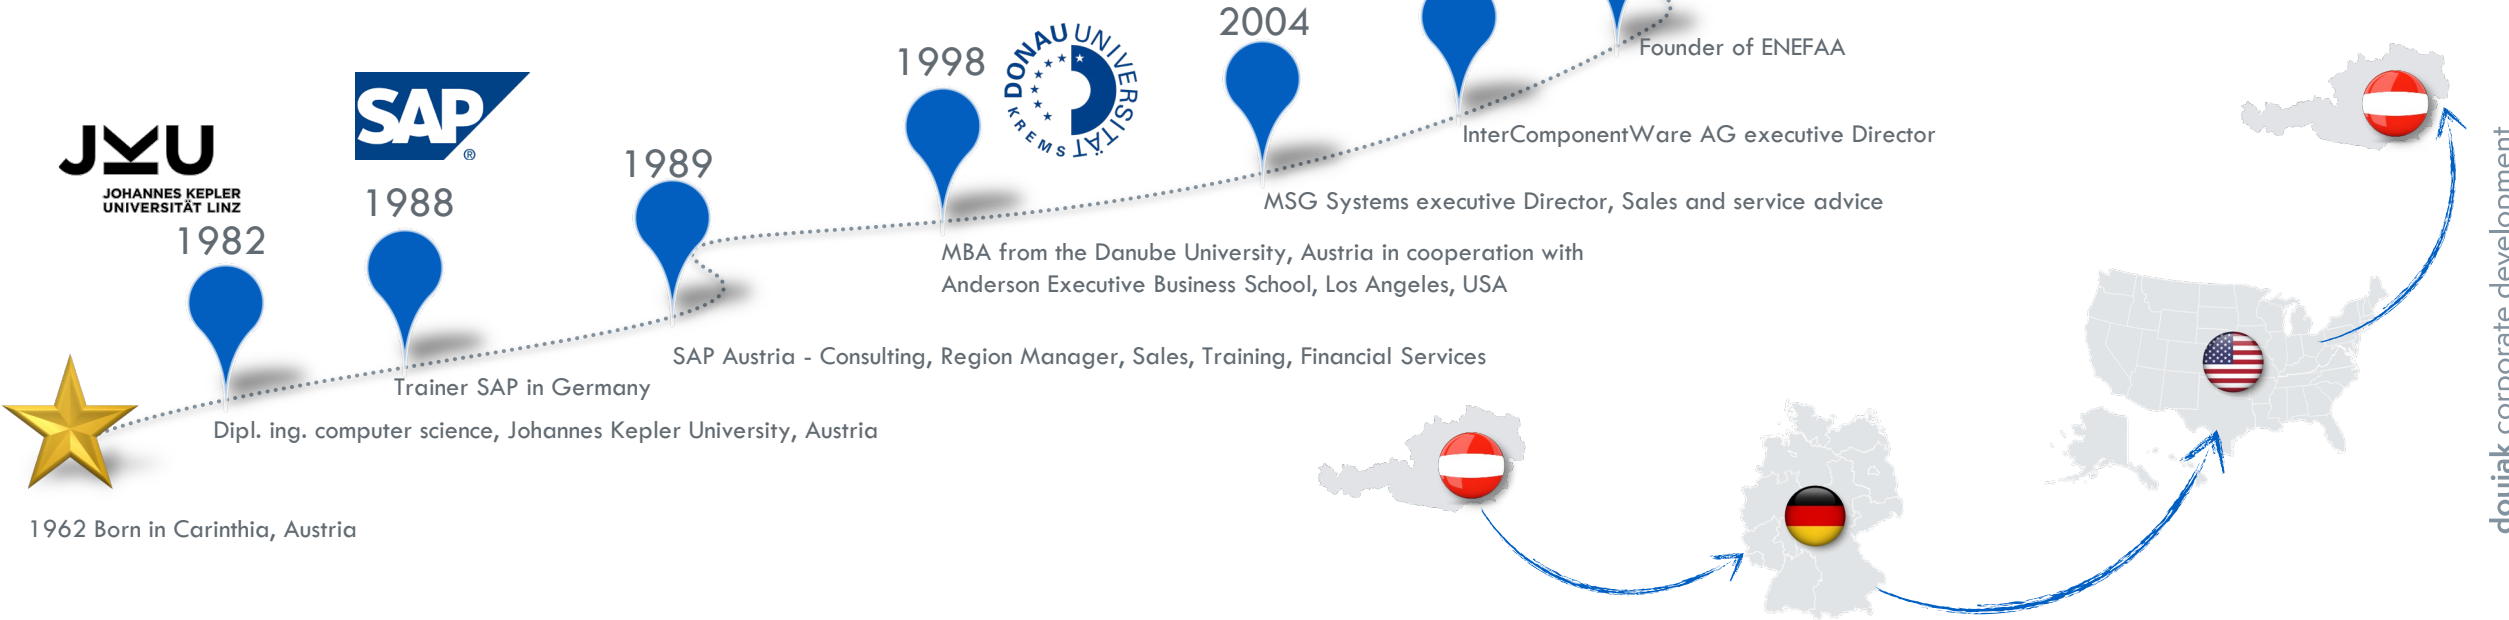 2004
Founder of ENEFAA
1998
DONAU UNIVERSITÄT KREMS
SAP
®
InterComponentWare AG executive Director
JKU
JOHANNES KEPLER
UNIVERSITÄT LINZ
1989
1988
MSG Systems executive Director, Sales and service advice
1982
MBA from the Danube University, Austria in cooperation with
Anderson Executive Business School, Los Angeles, USA
SAP Austria - Consulting, Region Manager, Sales, Training, Financial Services
Trainer SAP in Germany
Dipl. ing. computer science, Johannes Kepler University, Austria
1962 Born in Carinthia, Austria
corporate development